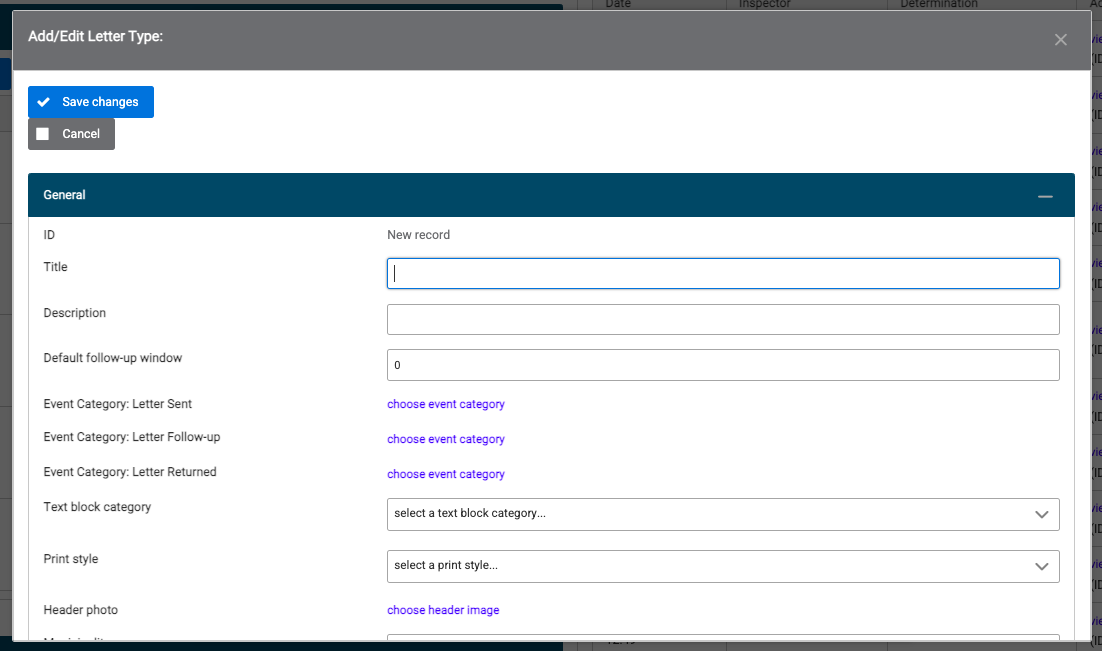 Date Inspector Determination
Add/Edit Letter Type:
Save changes
Cancel
General
ID New record
Title
Description
Default follow-up window 0
Event Category: Letter Sent choose event category
Event Category: Letter Follow-up choose event category
Event Category: Letter Returned choose event category
Text block category select a text block category...
Print style select a print style...
Header photo choose header image